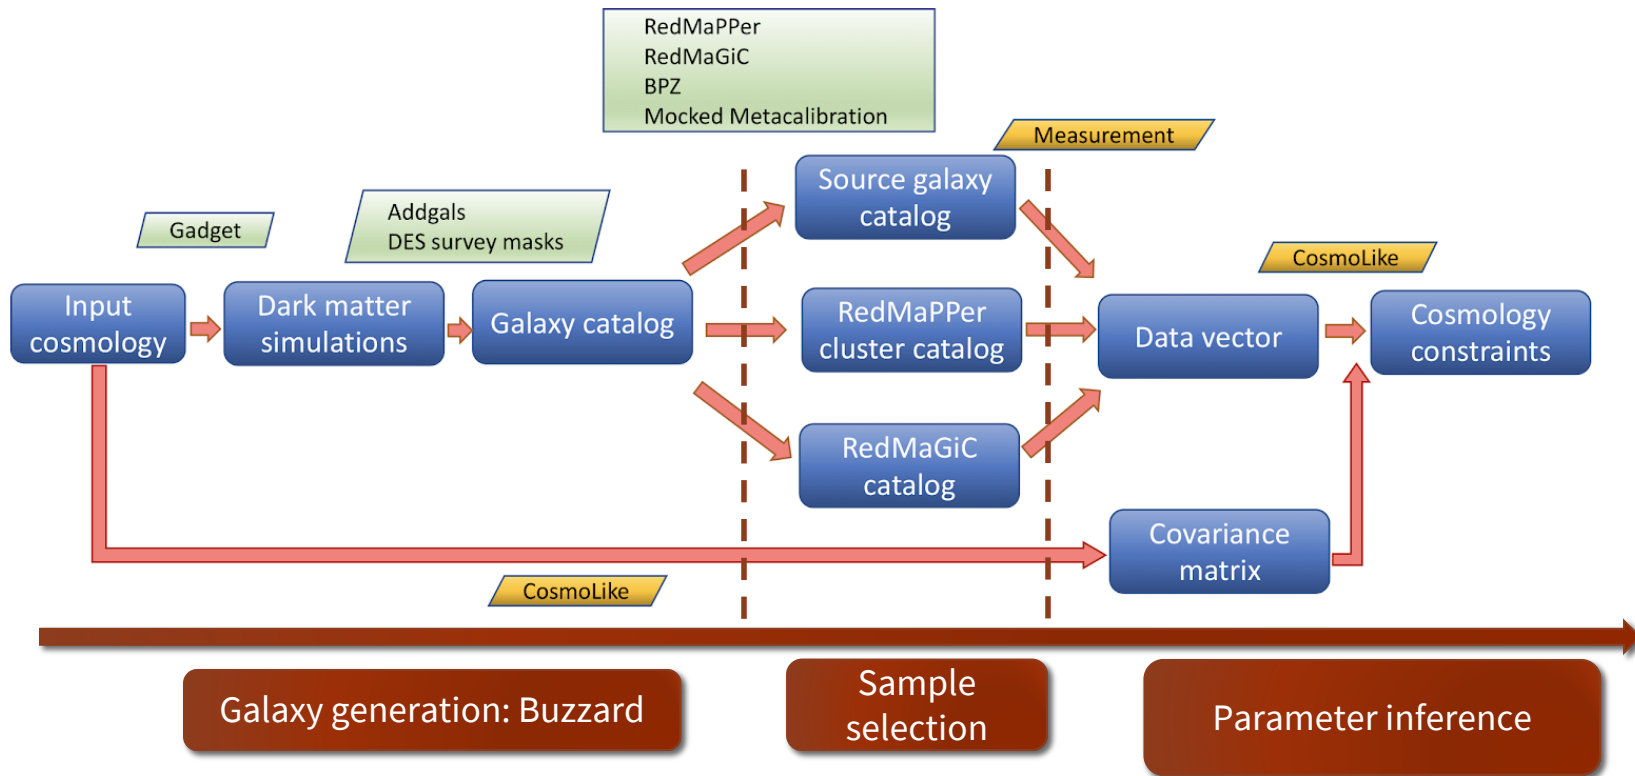 RedMaPPer
RedMaGiC
BPZ
Mocked Metacalibration
Measurement
Source galaxy
catalog
Addgals
DES survey masks
Gadget
CosmoLike
Input
cosmology
Dark matter
simulations
Galaxy catalog
RedMaPPer
cluster catalog
Data vector
Cosmology
constraints
RedMaGiC
catalog
Covariance
matrix
CosmoLike
Galaxy generation: Buzzard
Sample
selection
Parameter inference